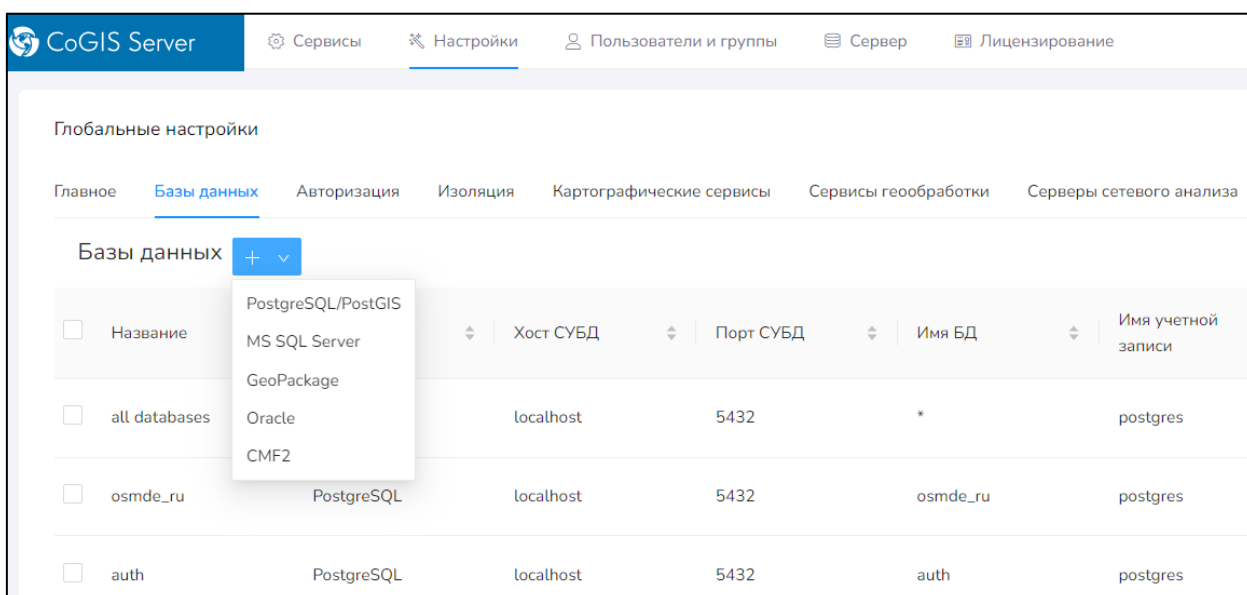 CoGIS Server
Сервисы
Настройки
Пользователи и группы
Сервер
Лицензирование
Глобальные настройки
Главное
Базы данных
Авторизация
Изоляция
Картографические сервисы
Сервисы геообработки
Серверы сетевого анализа
Базы данных
PostgreSQL/PostGIS
MS SQL Server
GeoPackage
Oracle
CMF2
Название
Хост СУБД
Порт СУБД
Имя БД
Имя учетной
записи
all databases
localhost
5432
*
postgres
osmde_ru
PostgreSQL
localhost
5432
osmde_ru
postgres
auth
PostgreSQL
localhost
5432
auth
postgres